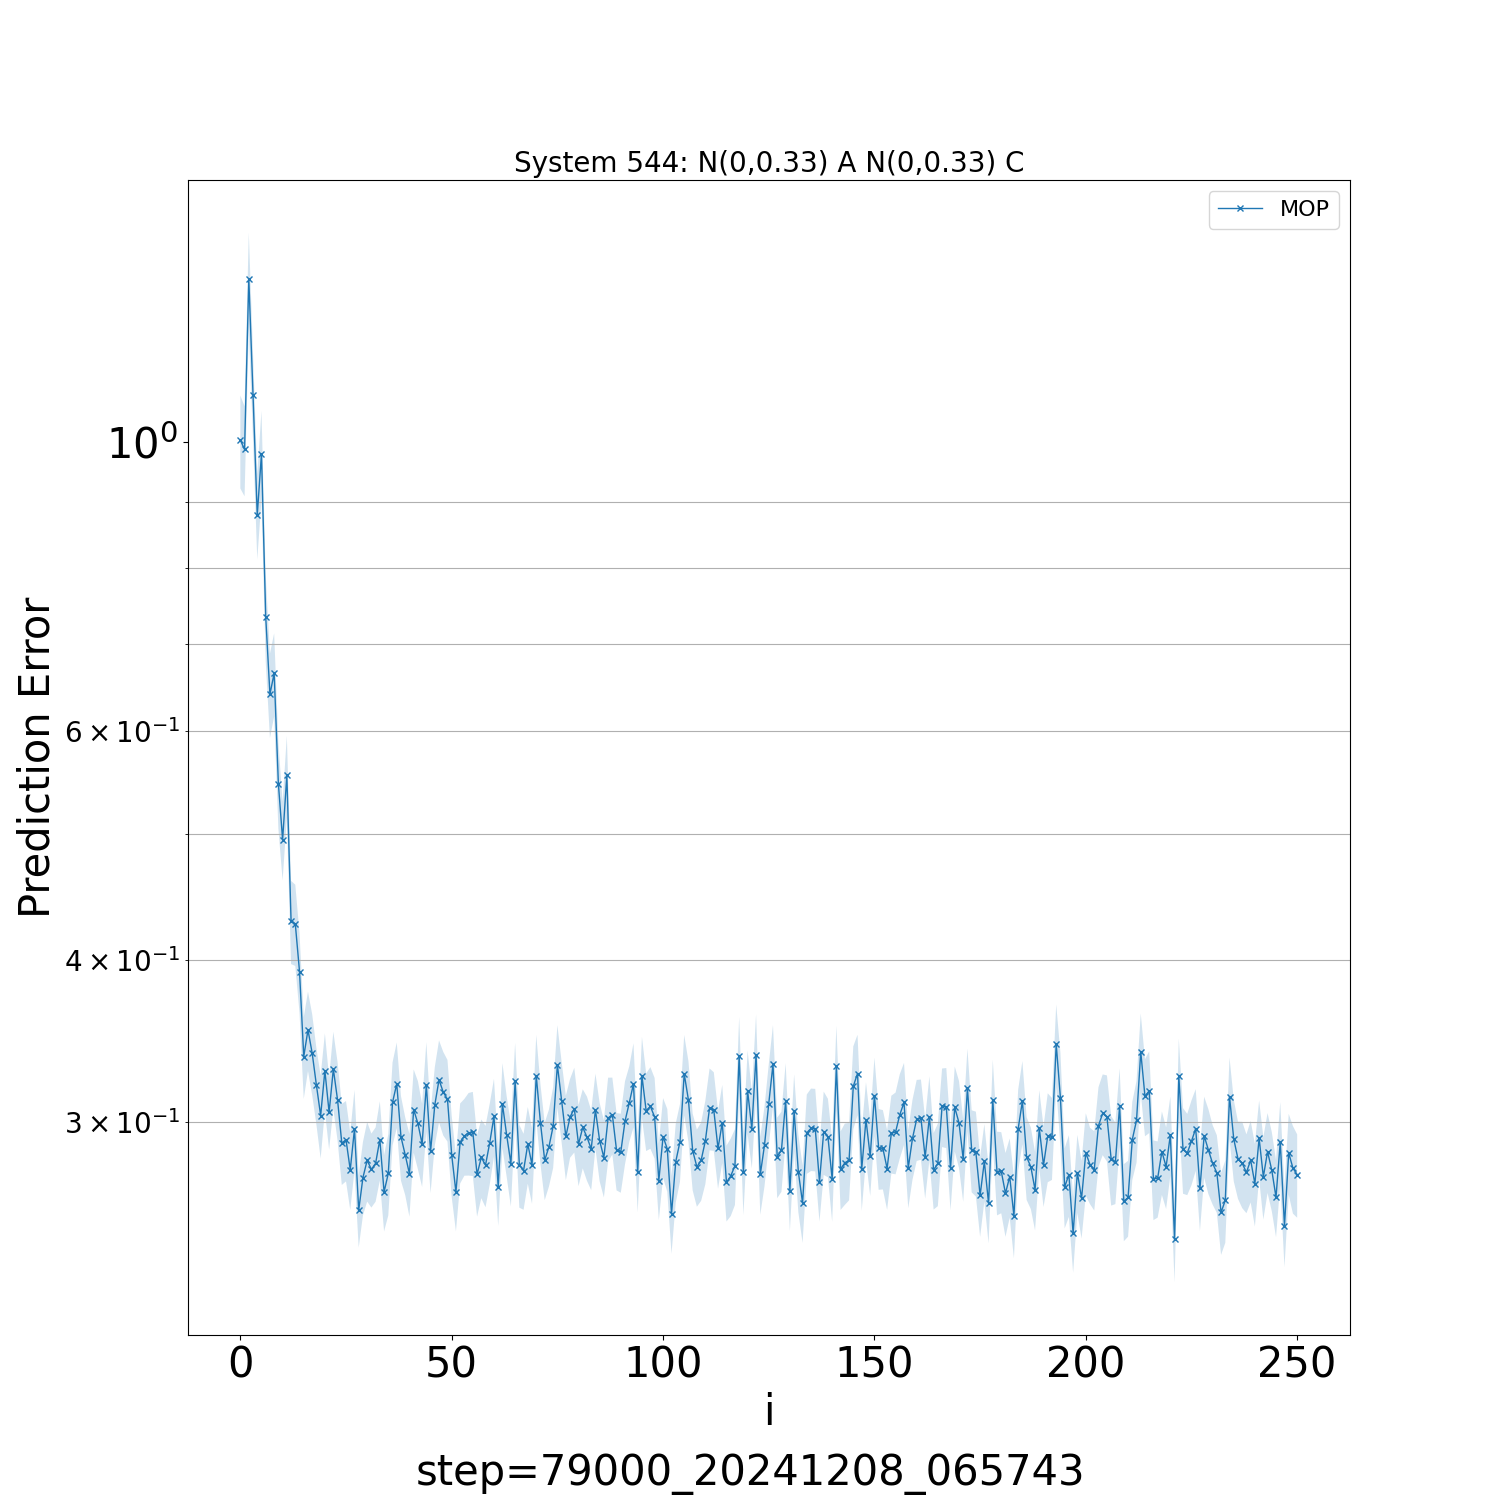 System 544: N(0,0.33) A N(0,0.33) C
MOP
Prediction Error
10⁰
6 × 10⁻¹
4 × 10⁻¹
3 × 10⁻¹
0 50 100 150 200 250
i
step=79000_20241208_065743